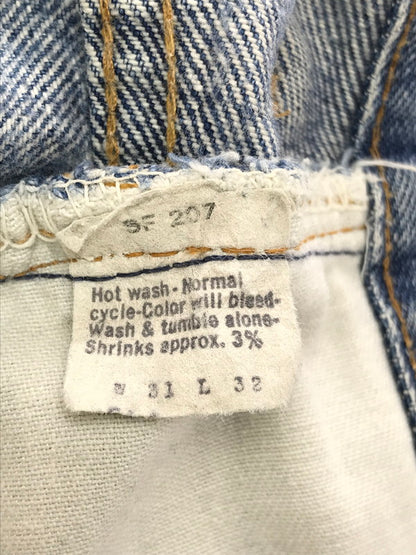 SF 207
Hot wash-Normal
cycle-Color will bleed-
Wash & tumble alone-
Shrinks approx. 3%
W 31 L 32